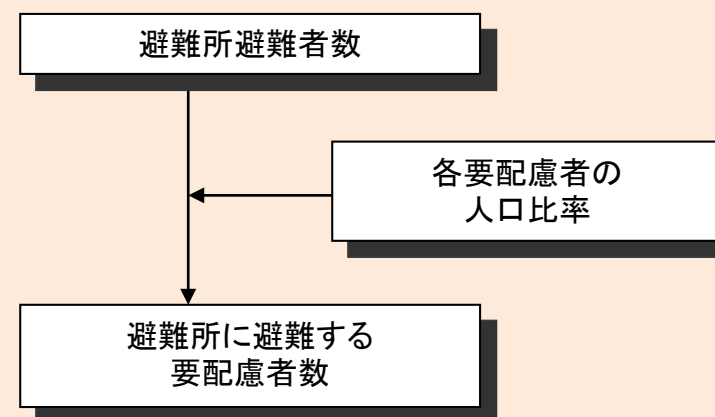 避難所避難者数
各要配慮者の
人口比率
避難所に避難する
要配慮者数